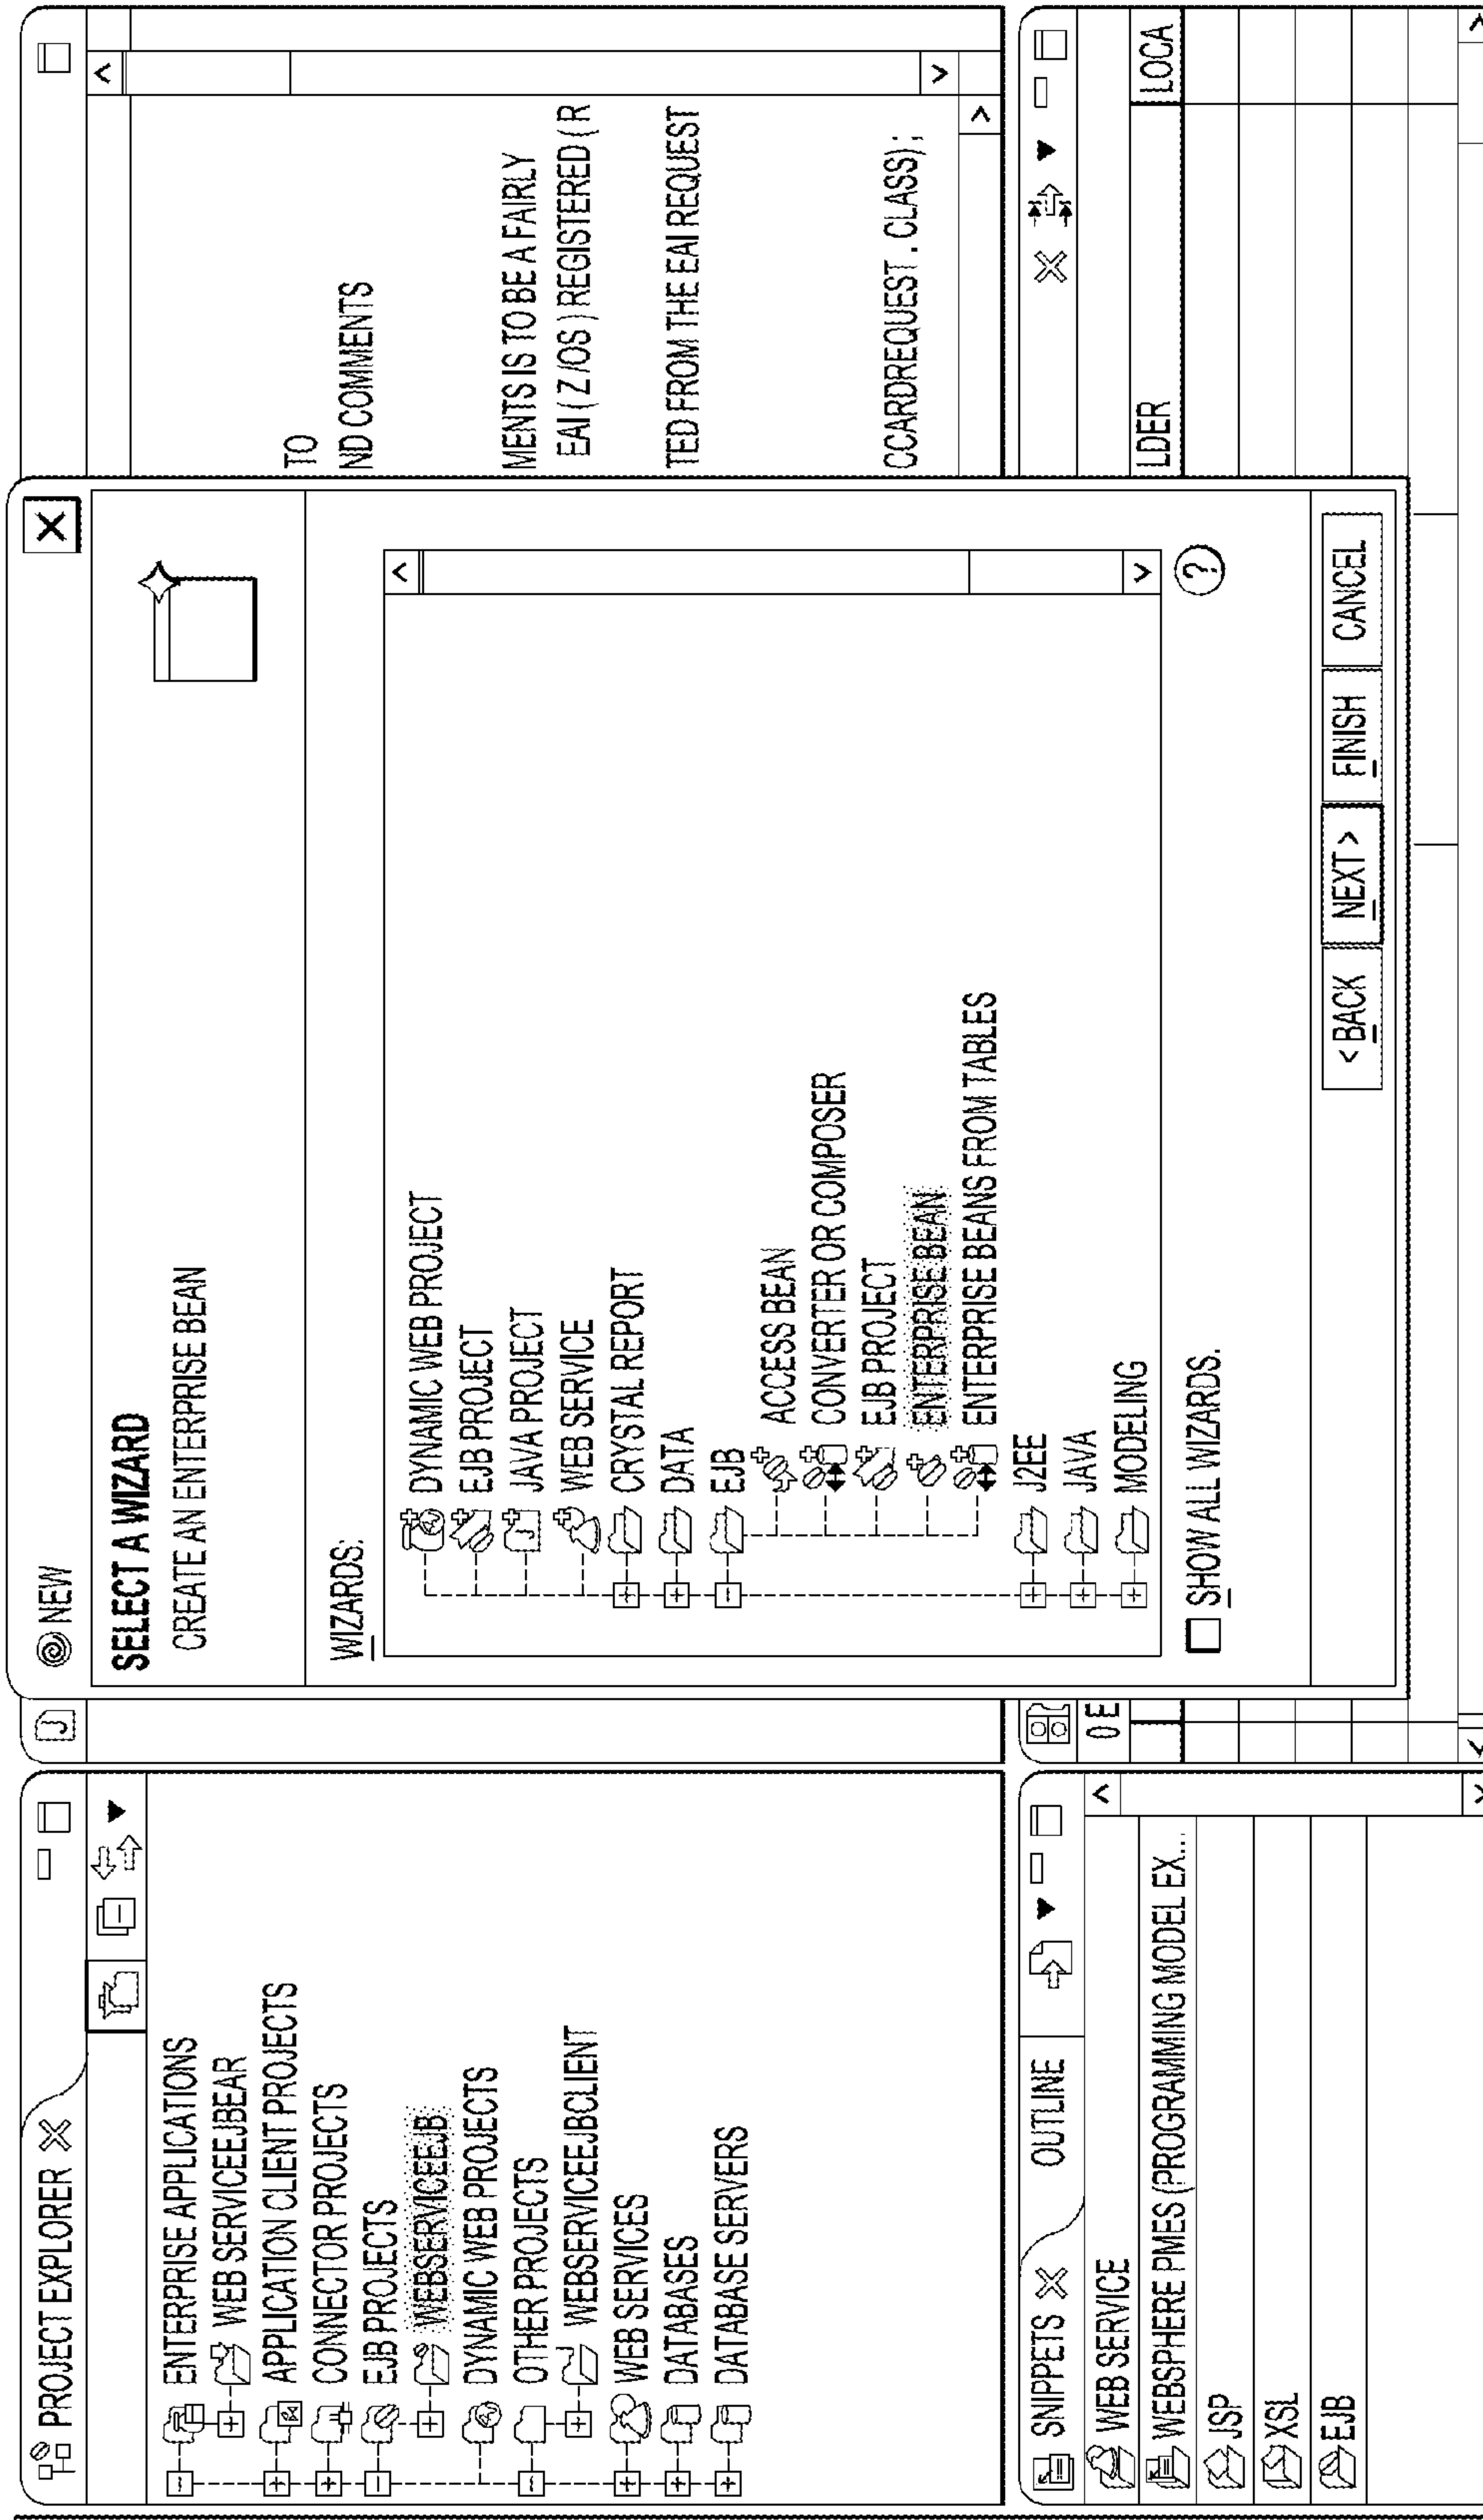 PROJECT EXPLORER
ENTERPRISE APPLICATIONS
WEB SERVICEEJBEAR
APPLICATION CLIENT PROJECTS
CONNECTOR PROJECTS
EJB PROJECTS
WEBSERVICEEJB
DYNAMIC WEB PROJECTS
OTHER PROJECTS
WEBSERVICEEJBCLIENT
WEB SERVICES
DATABASES
DATABASE SERVERS
SNIPPETS
OUTLINE
WEB SERVICE
WEBSPHERE PMES (PROGRAMMING MODEL EX...
JSP
XSL
EJB
J
0 E
NEW
SELECT A WIZARD
CREATE AN ENTERPRISE BEAN
WIZARDS:
DYNAMIC WEB PROJECT
EJB PROJECT
JAVA PROJECT
WEB SERVICE
CRYSTAL REPORT
DATA
EJB
ACCESS BEAN
CONVERTER OR COMPOSER
EJB PROJECT
ENTERPRISE BEAN
ENTERPRISE BEANS FROM TABLES
J2EE
JAVA
MODELING
SHOW ALL WIZARDS.
?
< BACK NEXT > FINISH CANCEL
TO
ND COMMENTS
MENTS IS TO BE A FAIRLY
EAI ( Z /OS ) REGISTERED ( R
TED FROM THE EAI REQUEST
CCARDREQUEST . CLASS) ;
LDER LOCA